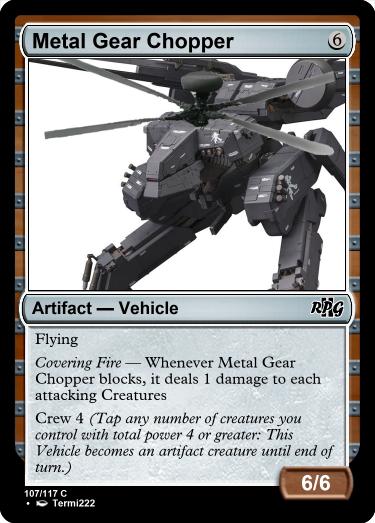 Metal Gear Chopper 6
Artifact — Vehicle RPG
Flying
Covering Fire — Whenever Metal Gear
Chopper blocks, it deals 1 damage to each
attacking Creatures
Crew 4 (Tap any number of creatures you
control with total power 4 or greater: This
Vehicle becomes an artifact creature until end of
turn.)
6/6
107/117 C
• Termi222